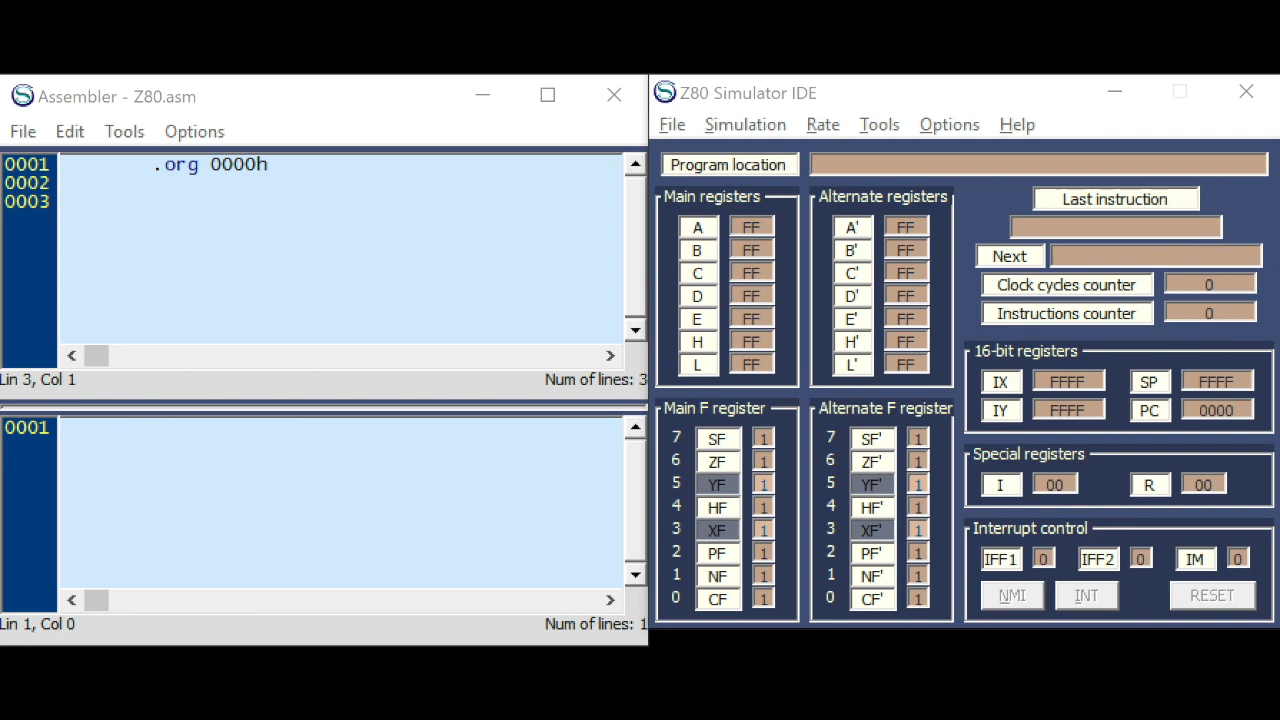 Assembler - Z80.asm
File Edit Tools Options
0001 .org 0000h
0002
0003
Lin 3, Col 1 Num of lines: 3
0001
Lin 1, Col 0 Num of lines: 1
Z80 Simulator IDE
File Simulation Rate Tools Options Help
Program location
Main registers
A FF
B FF
C FF
D FF
E FF
H FF
L FF
Alternate registers
A' FF
B' FF
C' FF
D' FF
E' FF
H' FF
L' FF
Last instruction
Next
Clock cycles counter 0
Instructions counter 0
16-bit registers
IX FFFF SP FFFF
IY FFFF PC 0000
Main F register
7 SF 1
6 ZF 1
5 YF 1
4 HF 1
3 XF 1
2 PF 1
1 NF 1
0 CF 1
Alternate F register
7 SF' 1
6 ZF' 1
5 YF' 1
4 HF' 1
3 XF' 1
2 PF' 1
1 NF' 1
0 CF' 1
Special registers
I 00 R 00
Interrupt control
IFF1 0 IFF2 0 IM 0
NMI INT RESET